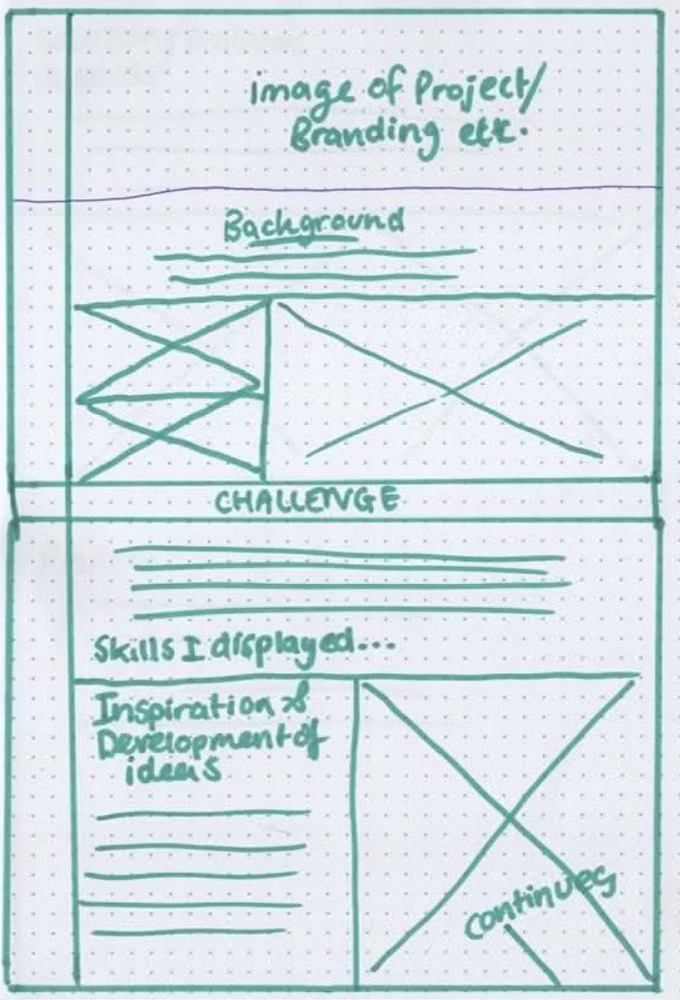 image of Project/
Branding etc.
Background
CHALLENGE
Skills I displayed...
Inspiration &
Development of
ideas
continues